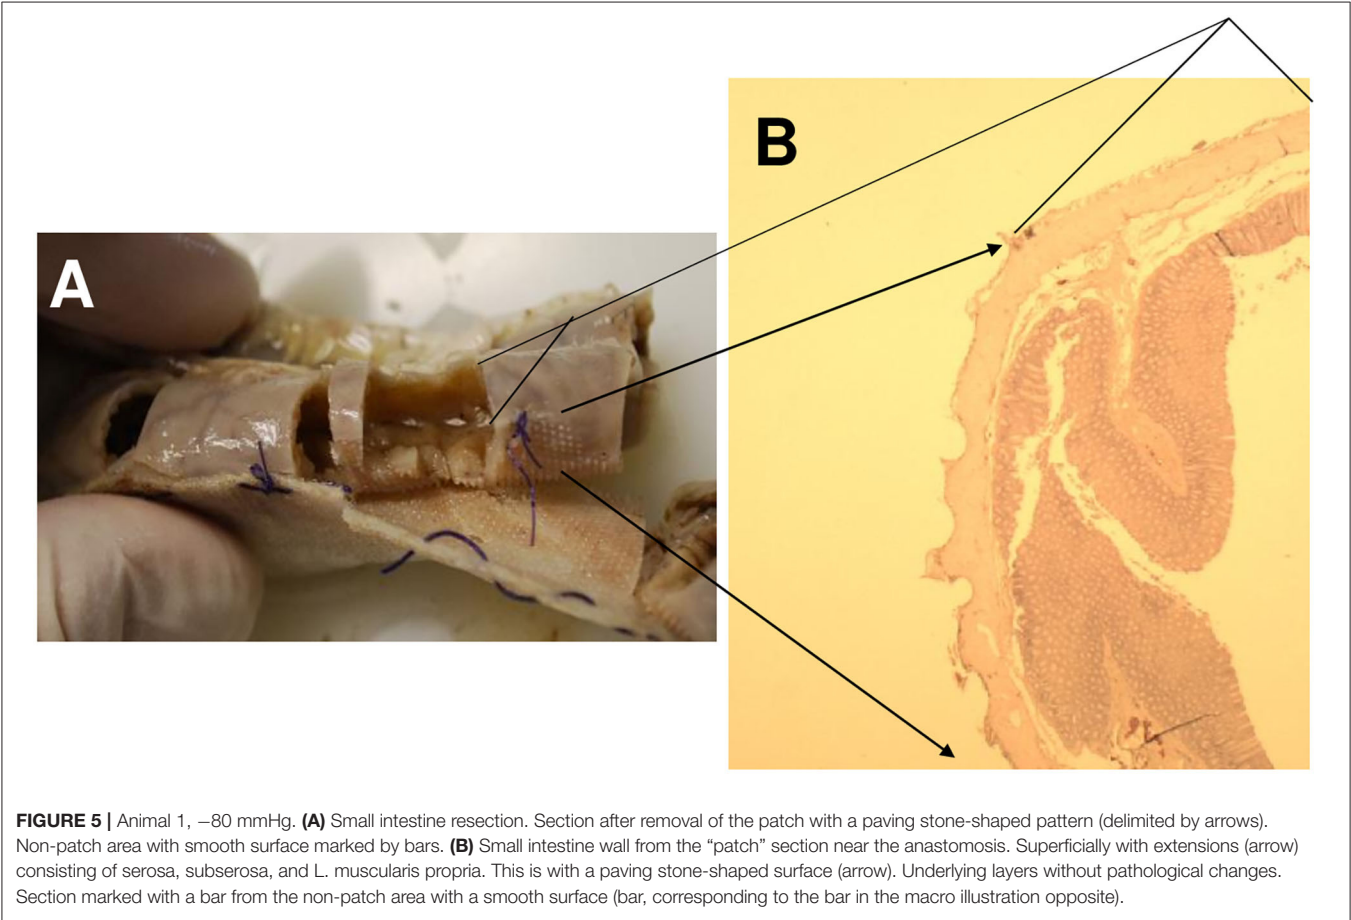 A
B
FIGURE 5 | Animal 1, −80 mmHg. (A) Small intestine resection. Section after removal of the patch with a paving stone-shaped pattern (delimited by arrows).
Non-patch area with smooth surface marked by bars. (B) Small intestine wall from the “patch” section near the anastomosis. Superficially with extensions (arrow)
consisting of serosa, subserosa, and L. muscularis propria. This is with a paving stone-shaped surface (arrow). Underlying layers without pathological changes.
Section marked with a bar from the non-patch area with a smooth surface (bar, corresponding to the bar in the macro illustration opposite).